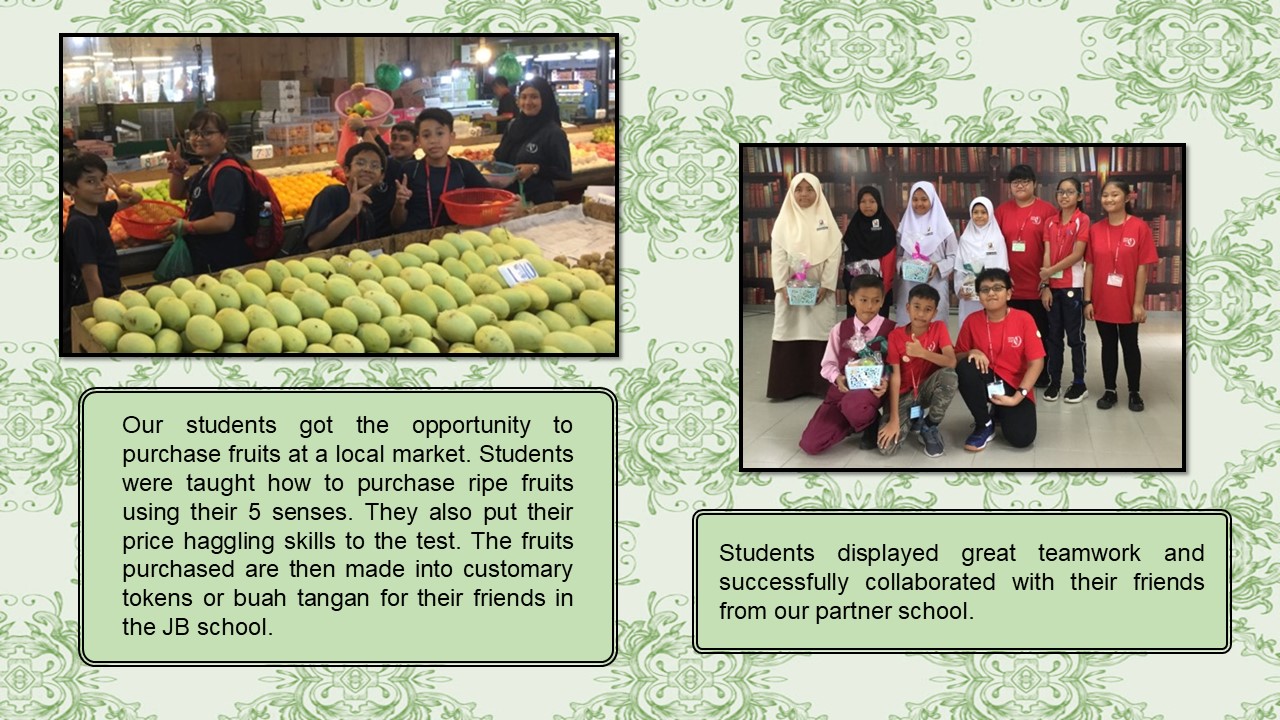 Our students got the opportunity to
purchase fruits at a local market. Students
were taught how to purchase ripe fruits
using their 5 senses. They also put their
price haggling skills to the test. The fruits
purchased are then made into customary
tokens or buah tangan for their friends in
the JB school.
Students displayed great teamwork and
successfully collaborated with their friends
from our partner school.